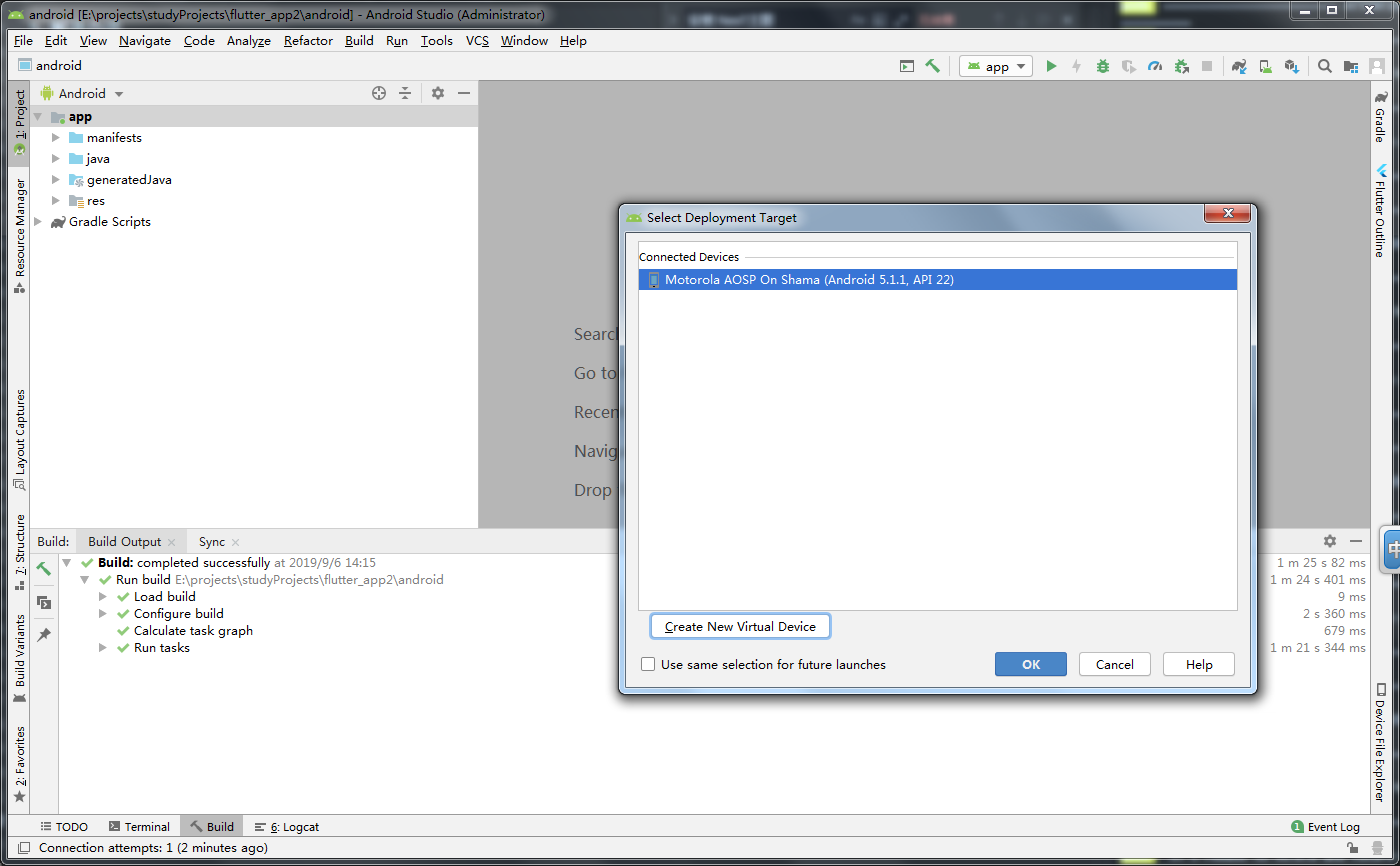 android [E:\projects\studyProjects\flutter_app2\android] - Android Studio (Administrator)
File Edit View Navigate Code Analyze Refactor Build Run Tools VCS Window Help
android
app
1: Project
Resource Manager
Layout Captures
7: Structure
Build Variants
2: Favorites
Android
app
manifests
java
generatedJava
res
Gradle Scripts
Searc
Go to
Recen
Navig
Drop
Select Deployment Target
Connected Devices
Motorola AOSP On Shama (Android 5.1.1, API 22)
Create New Virtual Device
Use same selection for future launches
OK
Cancel
Help
Gradle
Flutter Outline
Device File Explorer
中
Build: Build Output Sync
Build: completed successfully at 2019/9/6 14:15 1 m 25 s 82 ms
Run build E:\projects\studyProjects\flutter_app2\android 1 m 24 s 401 ms
Load build 9 ms
Configure build 2 s 360 ms
Calculate task graph 679 ms
Run tasks 1 m 21 s 344 ms
TODO Terminal Build 6: Logcat 1 Event Log
Connection attempts: 1 (2 minutes ago)